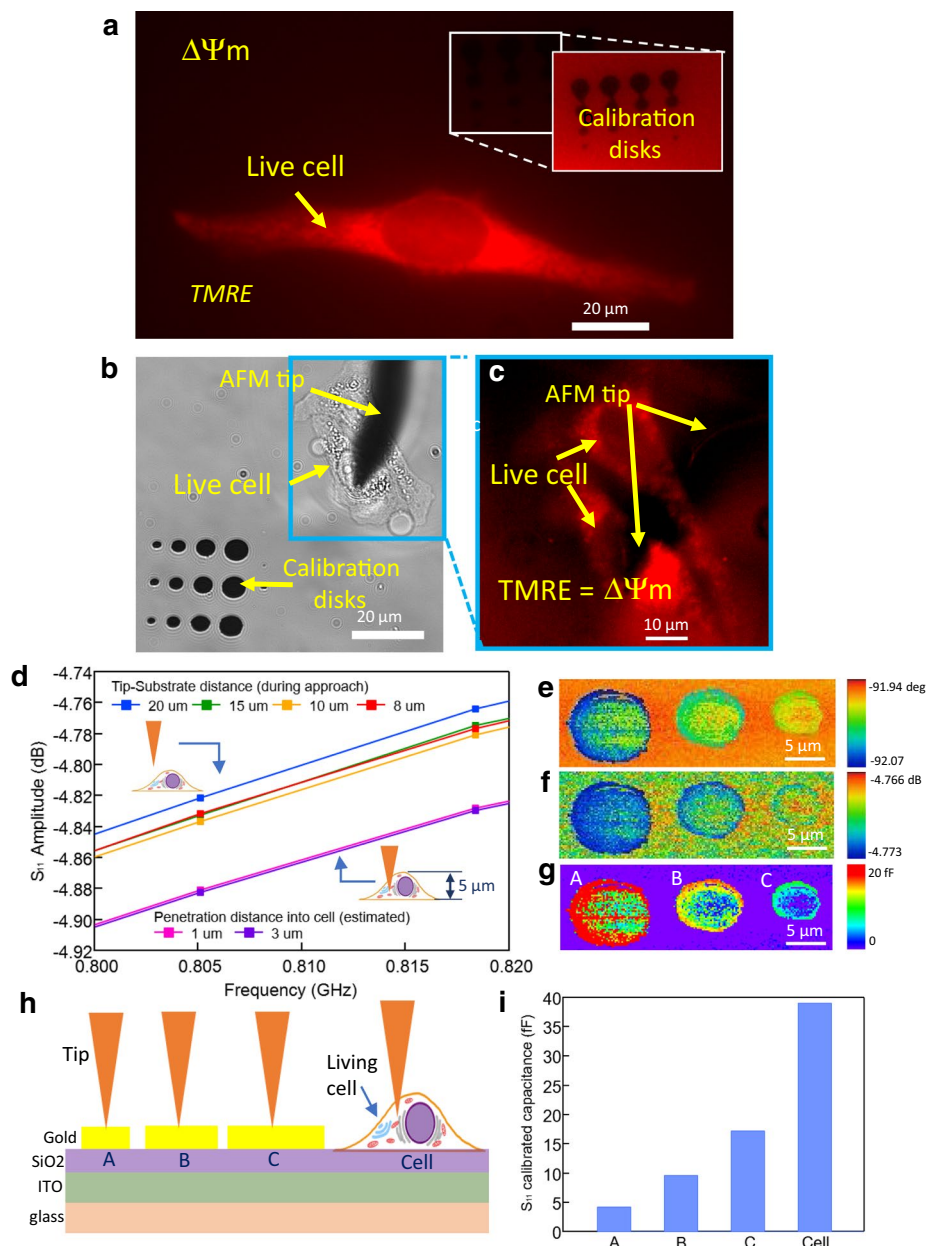 a
ΔΨm
Calibration
disks
Live cell
TMRE
20 µm
b
AFM tip
Live cell
Calibration
disks
20 µm
c
AFM tip
Live cell
TMRE = ΔΨm
10 µm
d
S₁₁ Amplitude (dB)
-4.74
-4.76
-4.78
-4.80
-4.82
-4.84
-4.86
-4.88
-4.90
-4.92
Tip-Substrate distance (during approach)
20 um 15 um 10 um 8 um
5 µm
Penetration distance into cell (estimated)
1 um 3 um
0.800 0.805 0.810 0.815 0.820
Frequency (GHz)
e
5 µm
-91.94 deg
-92.07
f
5 µm
-4.766 dB
-4.773
g
A B C
5 µm
20 fF
0
h
Tip
Living
cell
Gold
SiO2
A B C Cell
ITO
glass
i
S₁₁ calibrated capacitance (fF)
40
35
30
25
20
15
10
5
0
A B C Cell